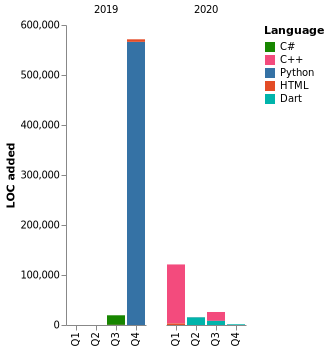 2019 2020
Language
C#
C++
Python
HTML
Dart
LOC added
600,000
500,000
400,000
300,000
200,000
100,000
0
Q1 Q2 Q3 Q4 Q1 Q2 Q3 Q4